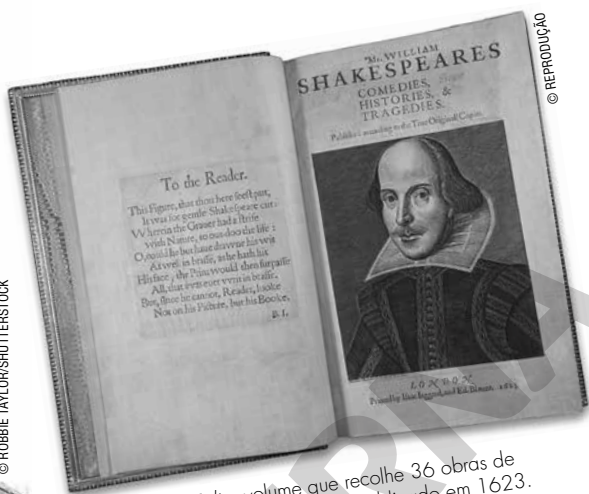 © ROBBIE TAYLOR/SHUTTERSTOCK
To the Reader.
This Figure, that thou here seest put,
It was for gentle Shakespeare cut:
Wherein the Graver had a strife
with Nature, to out-doo the life:
O, could he but haue drawne his wit
As well in brasse, as he hath hit
His face; the Print would then surpasse
All, that vvas euer vvrit in brasse.
But, since he cannot, Reader, looke
Not on his Picture, but his Booke.
B. I.
Mr. WILLIAM
SHAKESPEARES
COMEDIES,
HISTORIES, &
TRAGEDIES.
Published according to the True Originall Copies.
LONDON
Printed by Isaac Iaggard, and Ed. Blount. 1623
© REPRODUÇÃO
volume que recolhe 36 obras de
em 1623.